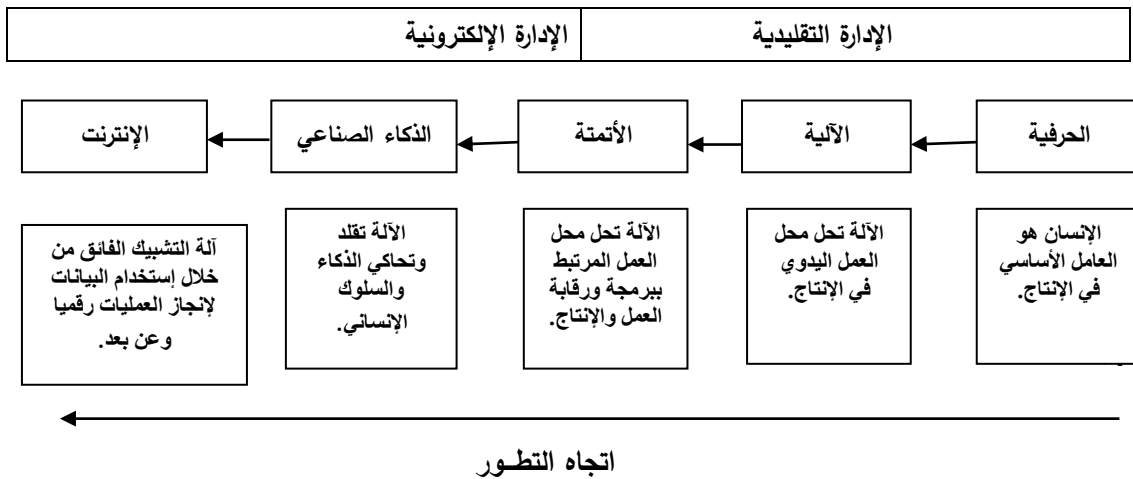 الإدارة التقليدية
الإدارة الإلكترونية
الحرفية
الآلية
الأتمتة
الذكاء الصناعي
الإنترنت
الإنسان هو
العامل الأساسي
في الإنتاج.
الآلة تحل محل
العمل اليدوي
في الإنتاج.
الآلة تحل محل
العمل المرتبط
ببرمجة ورقابة
العمل والإنتاج.
الآلة تقلد
وتحاكي الذكاء
والسلوك
الإنساني.
آلة التشبيك الفائق من
خلال إستخدام البيانات
لإنجاز العمليات رقميا
وعن بعد.
اتجاه التطـور